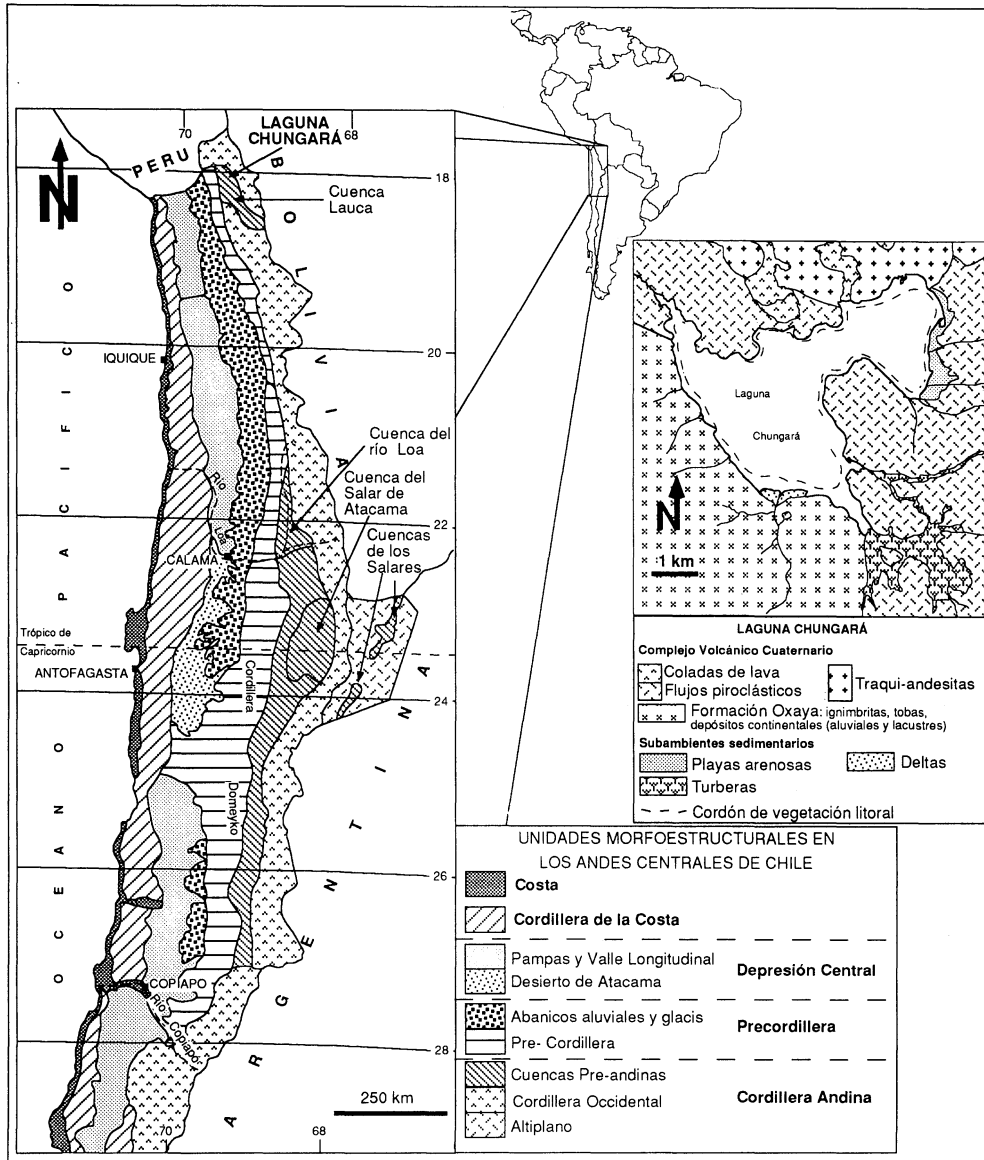 70
68
LAGUNA
CHUNGARÁ
PERU
BOLIVIA
N
18
Cuenca
Lauca
20
IQUIQUE
Cuenca del
río Loa
Cuenca del
Salar de
Atacama
Río
Loa
22
Cuencas
de los
Salares
CALAMA
Trópico de
Capricornio
ANTOFAGASTA
Cordillera
24
Domeyko
26
COPIAPO
Río
Copiapó
28
OCEANO PACIFICO
ARGENTINA
250 km
70
68
Laguna
Chungará
N
1 km
LAGUNA CHUNGARÁ
Complejo Volcánico Cuaternario
Coladas de lava
Flujos piroclásticos
Traqui-andesitas
Formación Oxaya: ignimbritas, tobas,
depósitos continentales (aluviales y lacustres)
Subambientes sedimentarios
Playas arenosas
Deltas
Turberas
Cordón de vegetación litoral
UNIDADES MORFOESTRUCTURALES EN
LOS ANDES CENTRALES DE CHILE
Costa
Cordillera de la Costa
Pampas y Valle Longitudinal
Desierto de Atacama
Depresión Central
Abanicos aluviales y glacis
Pre- Cordillera
Precordillera
Cuencas Pre-andinas
Cordillera Occidental
Altiplano
Cordillera Andina